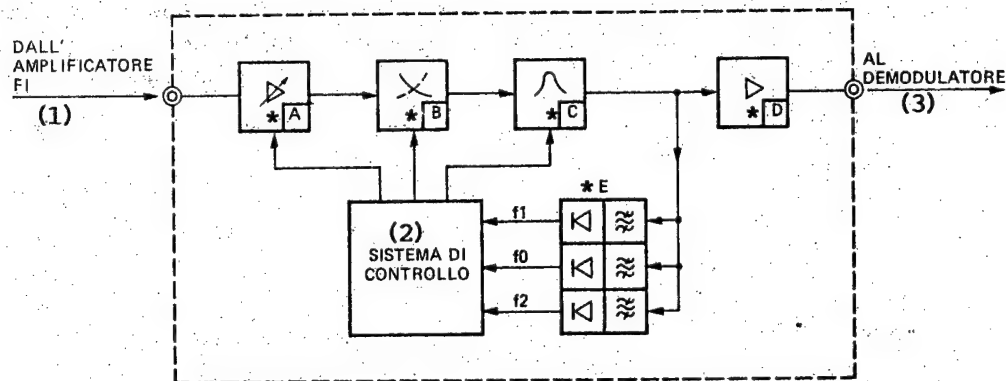 DALL'
AMPLIFICATORE
FI
(1)
AL
DEMODULATORE
(3)
* A
* B
* C
* D
* E
(2)
SISTEMA DI
CONTROLLO
f1
f0
f2